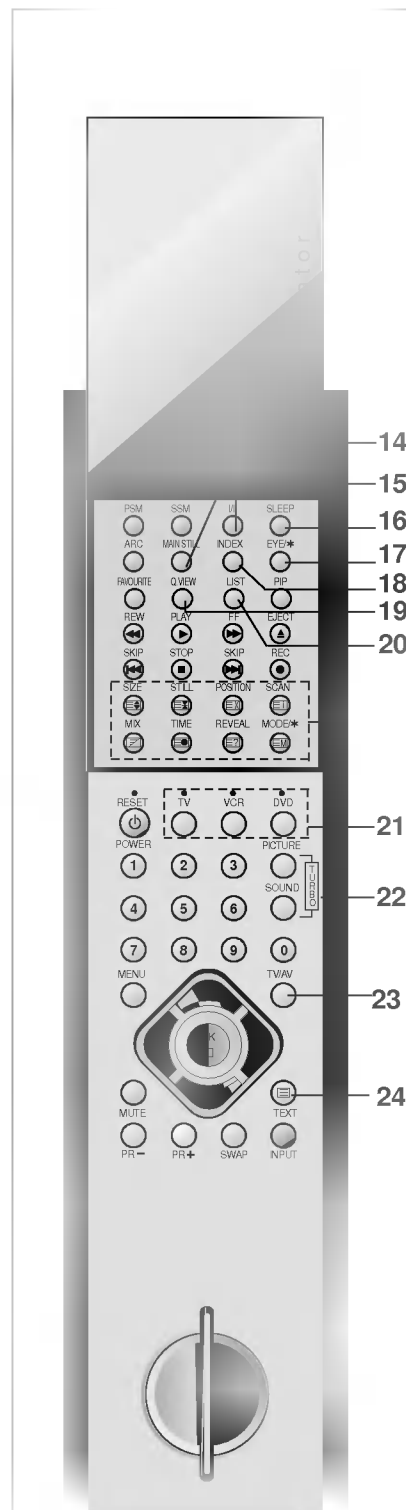 ntor
14
15
PSM SSM I/II SLEEP 16
ARC MAIN STILL INDEX EYE/* 17
FAVOURITE Q.VIEW LIST PIP 18
19
REW PLAY FF EJECT 20
SKIP STOP SKIP REC
SIZE STILL POSITION SCAN
MIX TIME REVEAL MODE/*
RESET TV VCR DVD
21
POWER PICTURE
1 2 3
SOUND TURBO 22
4 5 6
7 8 9 0
MENU TV/AV 23
K
24
MUTE TEXT
PR - PR + SWAP INPUT